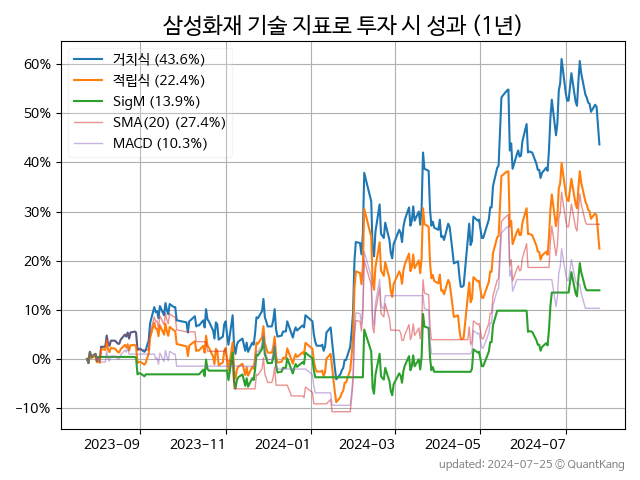 삼성화재 기술 지표로 투자 시 성과 (1년)
거치식 (43.6%)
적립식 (22.4%)
SigM (13.9%)
SMA(20) (27.4%)
MACD (10.3%)
60%
50%
40%
30%
20%
10%
0%
−10%
2023-09 2023-11 2024-01 2024-03 2024-05 2024-07
updated: 2024-07-25 © QuantKang